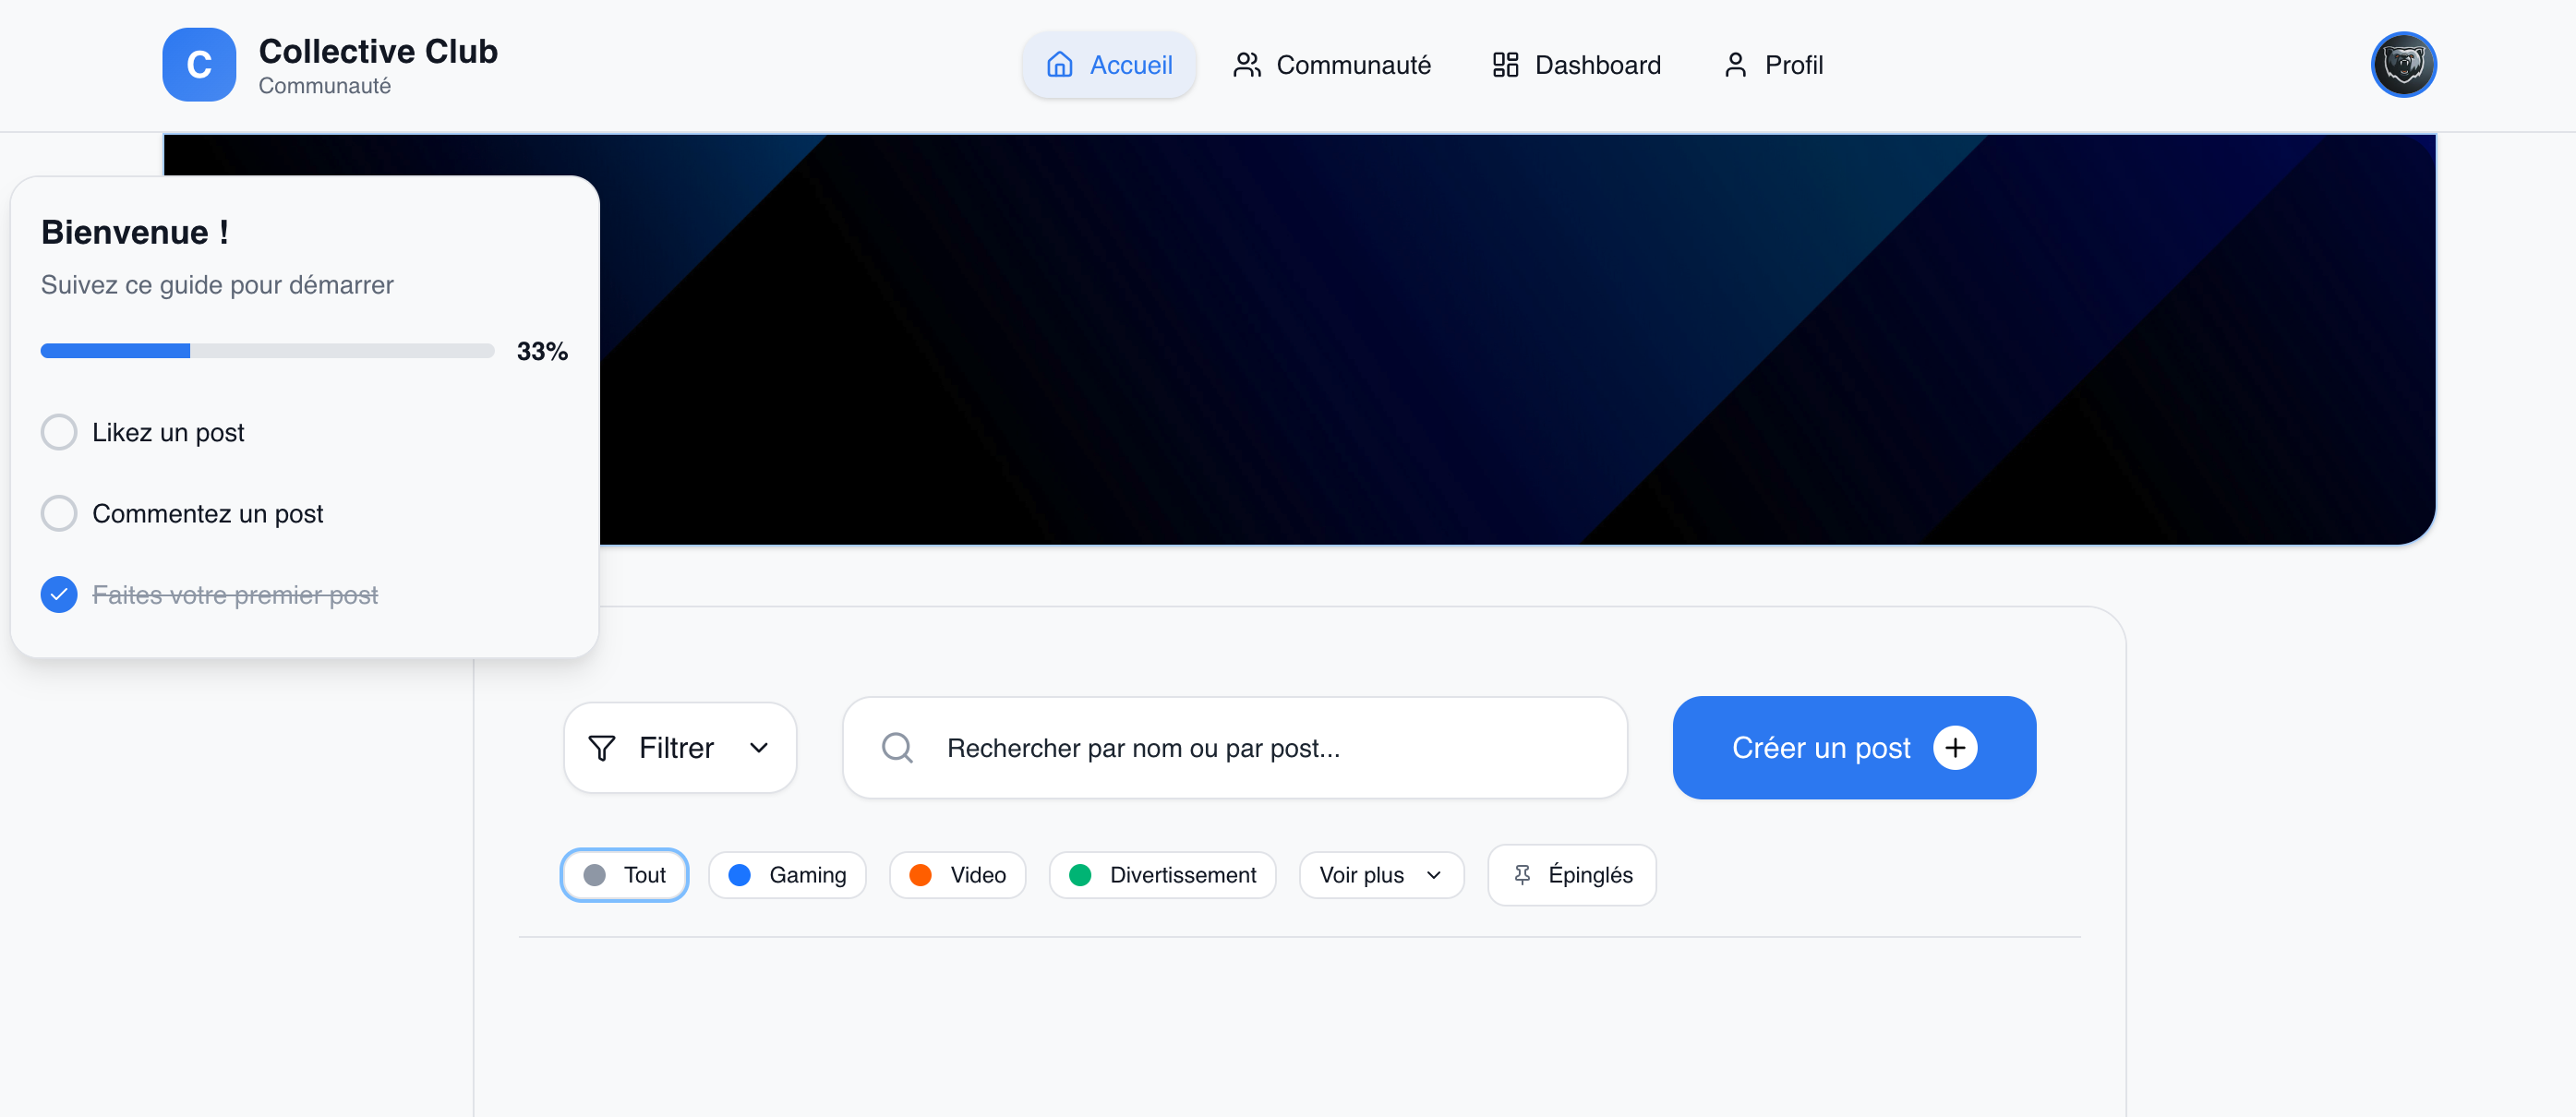 C
Collective Club
Communauté
Accueil
Communauté
Dashboard
Profil
Bienvenue !
Suivez ce guide pour démarrer
33%
Likez un post
Commentez un post
Faites votre premier post
Filtrer
Rechercher par nom ou par post...
Créer un post
Tout
Gaming
Video
Divertissement
Voir plus
Épinglés